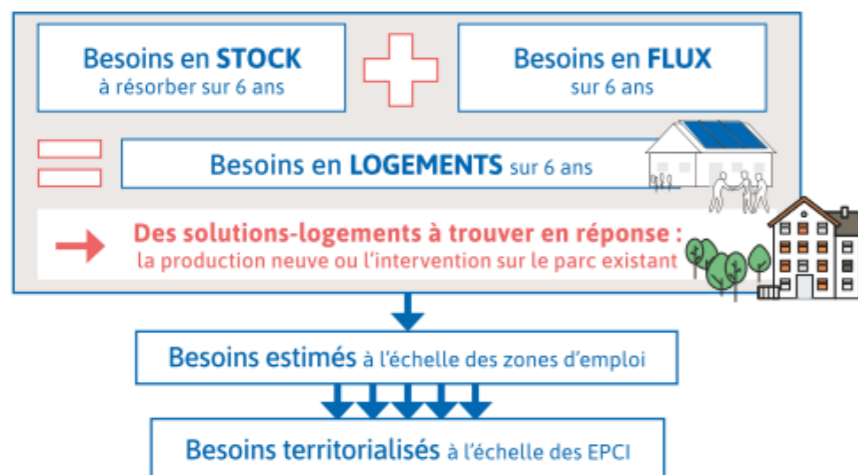 Besoins en STOCK
à résorber sur 6 ans
Besoins en FLUX
sur 6 ans
Besoins en LOGEMENTS sur 6 ans
Des solutions-logements à trouver en réponse :
la production neuve ou l'intervention sur le parc existant
Besoins estimés à l'échelle des zones d'emploi
Besoins territorialisés à l'échelle des EPCI